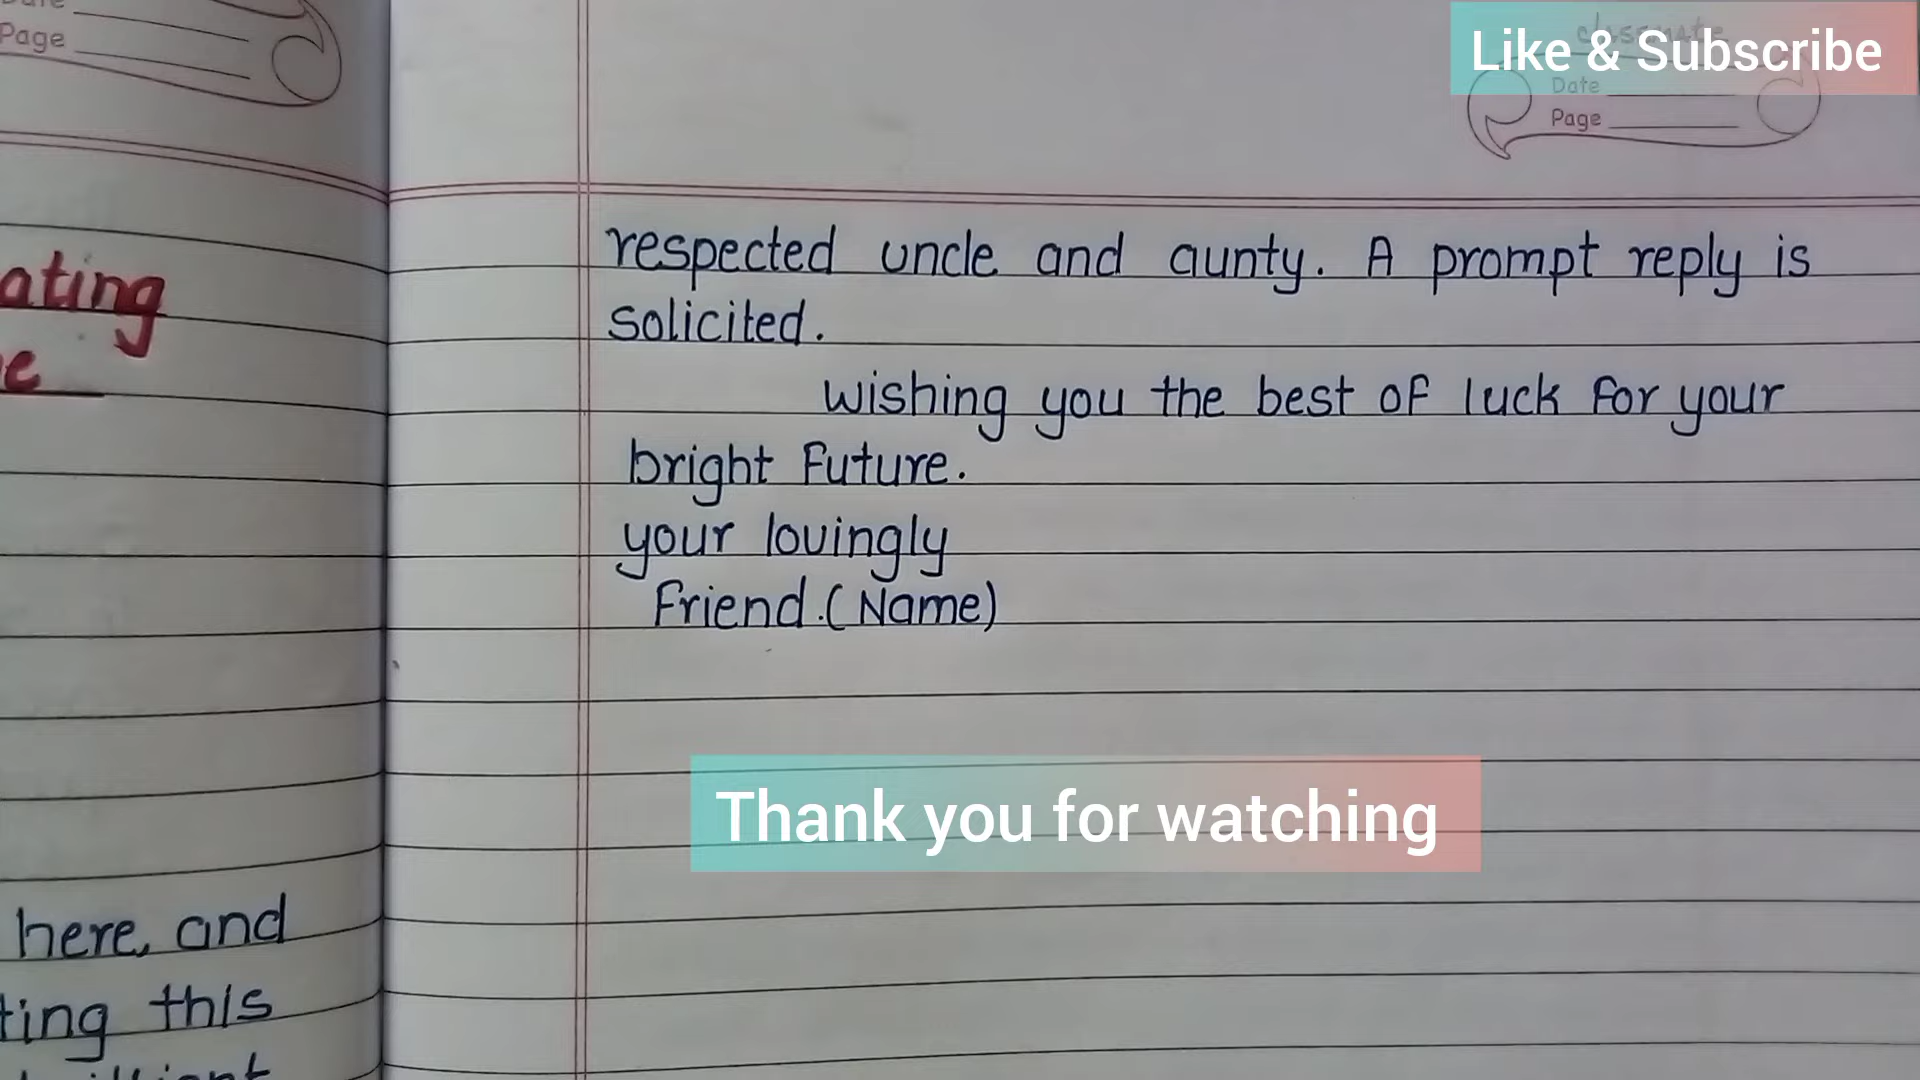 Page
ating
here, and
ting this
classmate
Date
Page
respected uncle and aunty. A prompt reply is
solicited.
wishing you the best of luck for your
bright Future.
your lovingly
Friend.(Name)
Like & Subscribe
Thank you for watching